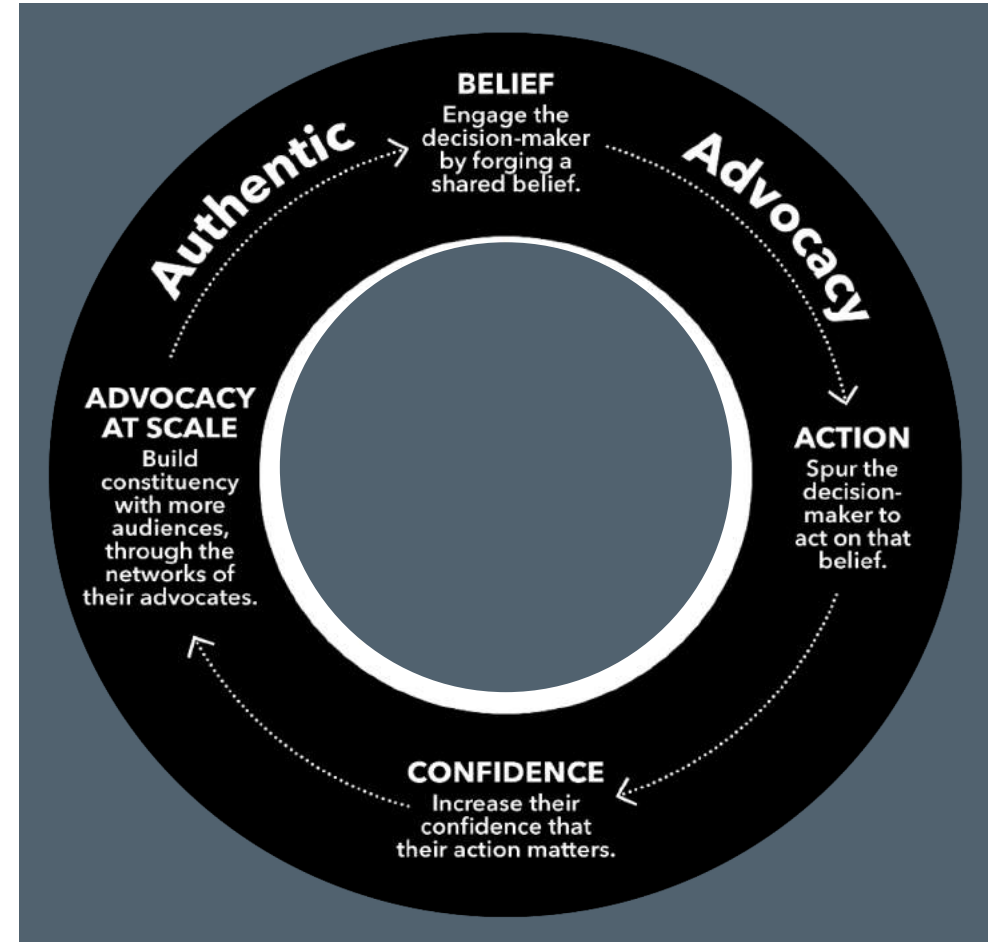 Authentic
Advocacy
BELIEF
Engage the
decision-maker
by forging a
shared belief.
ACTION
Spur the
decision-
maker to
act on that
belief.
CONFIDENCE
Increase their
confidence that
their action matters.
ADVOCACY
AT SCALE
Build
constituency
with more
audiences,
through the
networks of
their advocates.